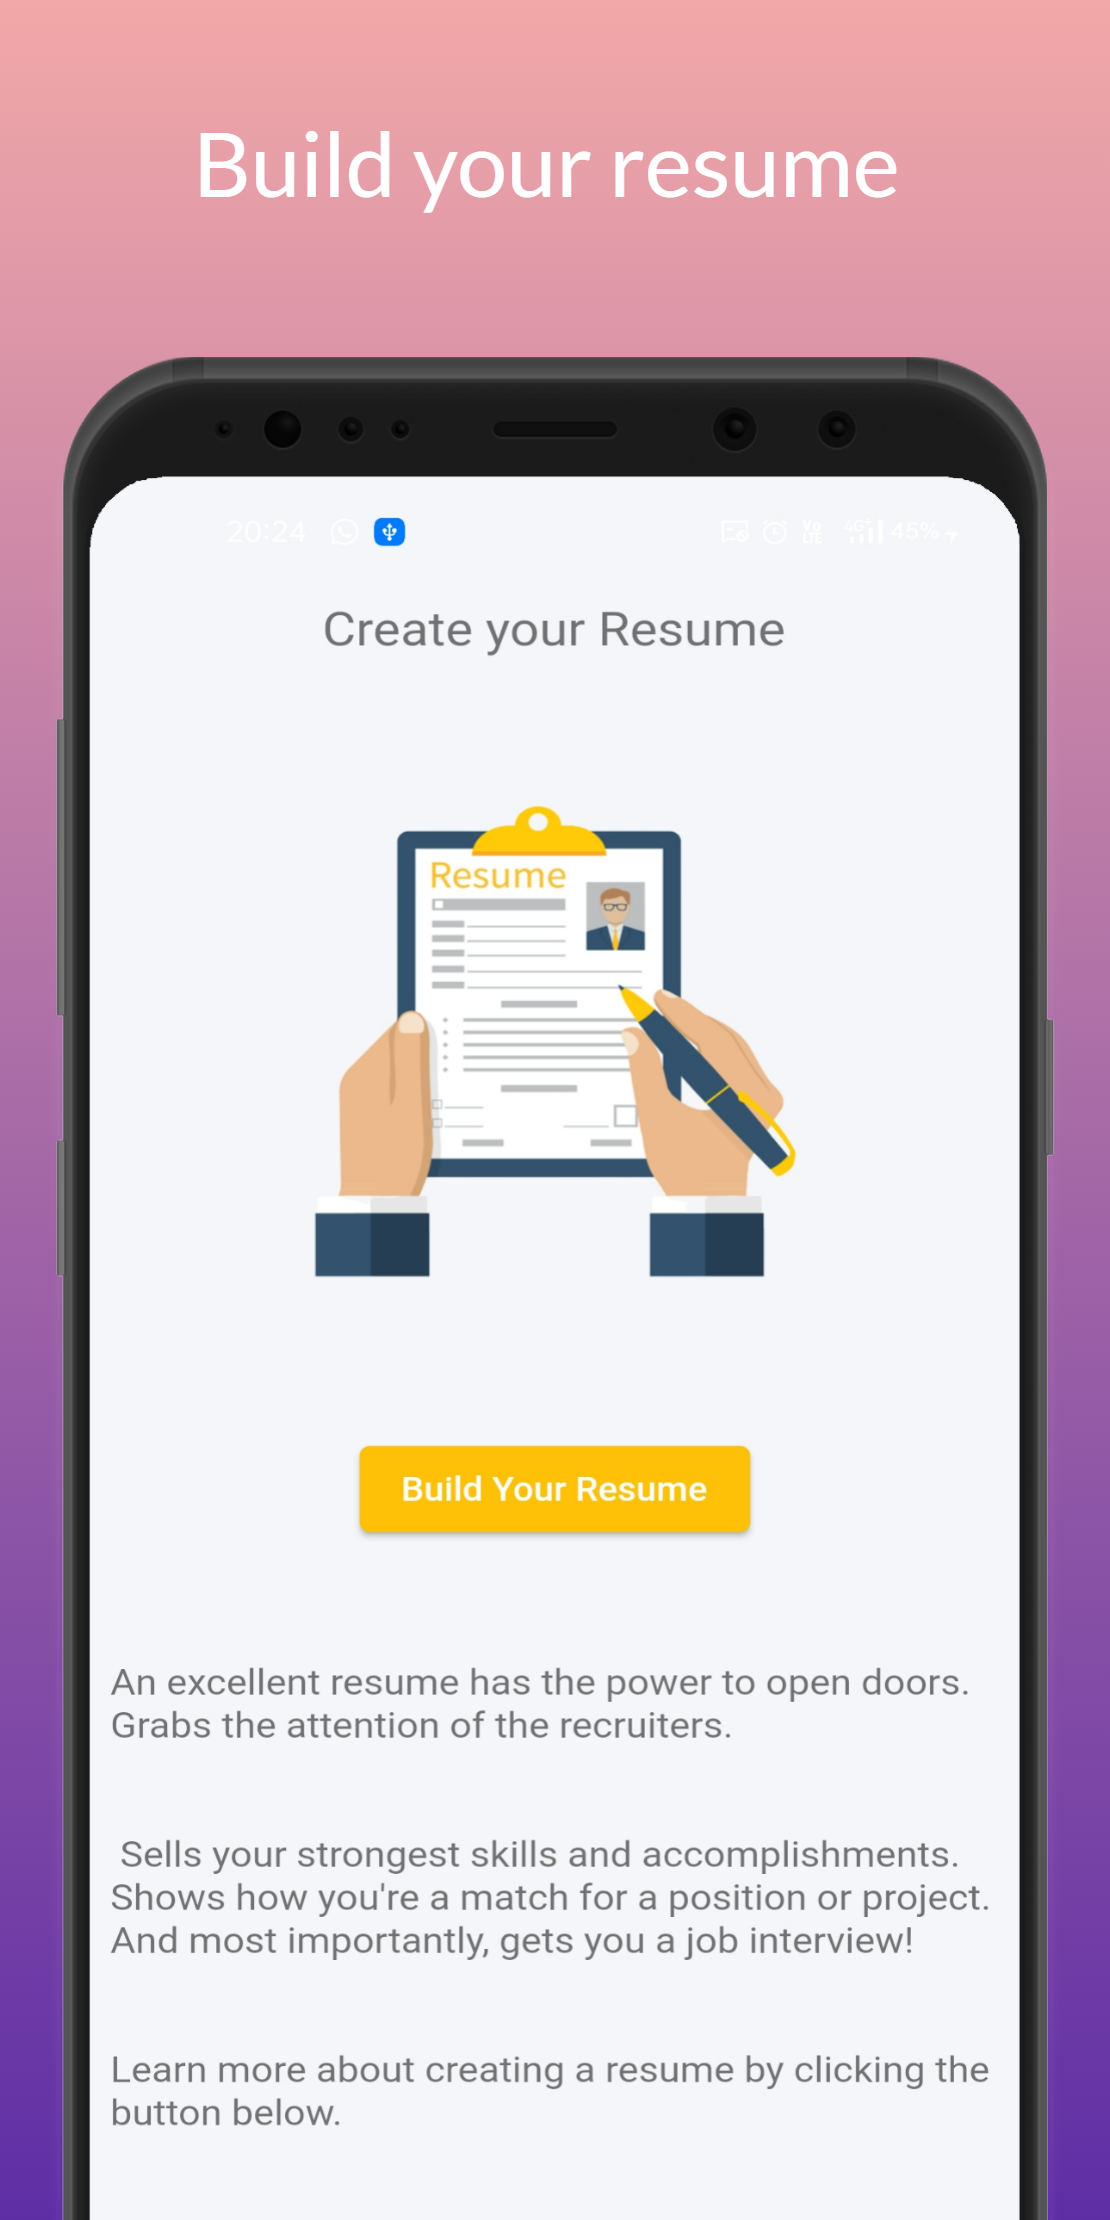 Build your resume
20:24
Vo
LTE
4G+
45%
Create your Resume
Resume
Build Your Resume
An excellent resume has the power to open doors.
Grabs the attention of the recruiters.
Sells your strongest skills and accomplishments.
Shows how you're a match for a position or project.
And most importantly, gets you a job interview!
Learn more about creating a resume by clicking the
button below.